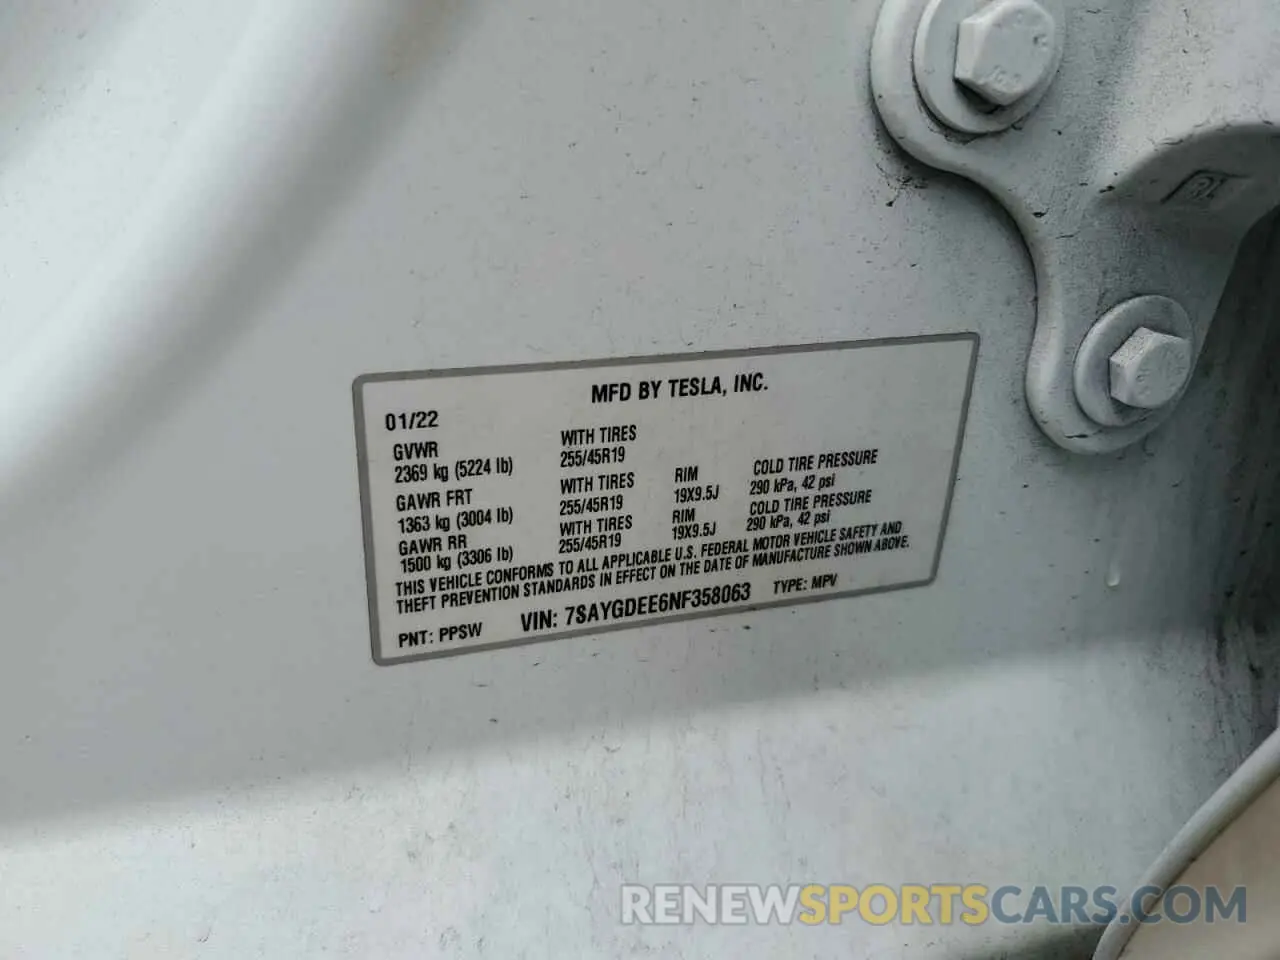 MFD BY TESLA, INC.
01/22
GVWR WITH TIRES
2369 kg (5224 lb) 255/45R19
GAWR FRT WITH TIRES RIM COLD TIRE PRESSURE
1363 kg (3004 lb) 255/45R19 19X9.5J 290 kPa, 42 psi
GAWR RR WITH TIRES RIM COLD TIRE PRESSURE
1500 kg (3306 lb) 255/45R19 19X9.5J 290 kPa, 42 psi
THIS VEHICLE CONFORMS TO ALL APPLICABLE U.S. FEDERAL MOTOR VEHICLE SAFETY AND
THEFT PREVENTION STANDARDS IN EFFECT ON THE DATE OF MANUFACTURE SHOWN ABOVE.
PNT: PPSW VIN: 7SAYGDEE6NF358063 TYPE: MPV
RENEWSPORTSCARS.COM